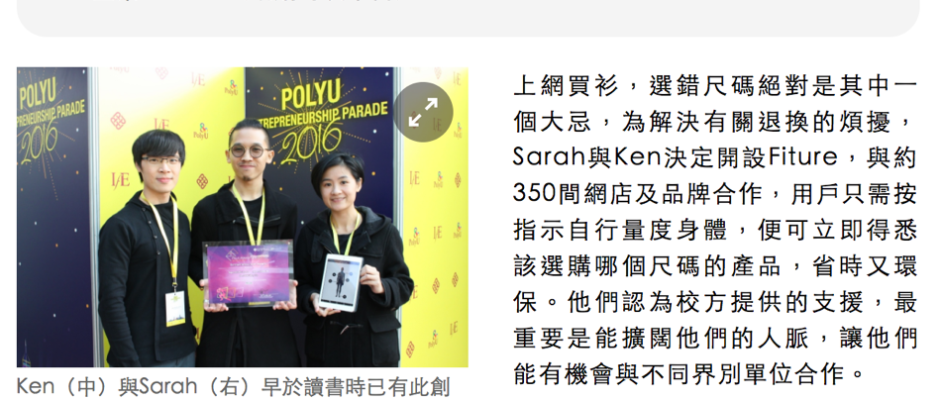 POLYU
ENTREPRENEURSHIP PARADE
2016
POLYU
TREPRENEURSHIP PARADE
2016
I/E
PolyU
I/E
PolyU
I/E
PolyU
Ken（中）與Sarah（右）早於讀書時已有此創
上網買衫，選錯尺碼絕對是其中一
個大忌，為解決有關退換的煩擾，
Sarah與Ken決定開設Fiture，與約
350間網店及品牌合作，用戶只需按
指示自行量度身體，便可立即得悉
該選購哪個尺碼的產品，省時又環
保。他們認為校方提供的支援，最
重要是能擴闊他們的人脈，讓他們
能有機會與不同界別單位合作。